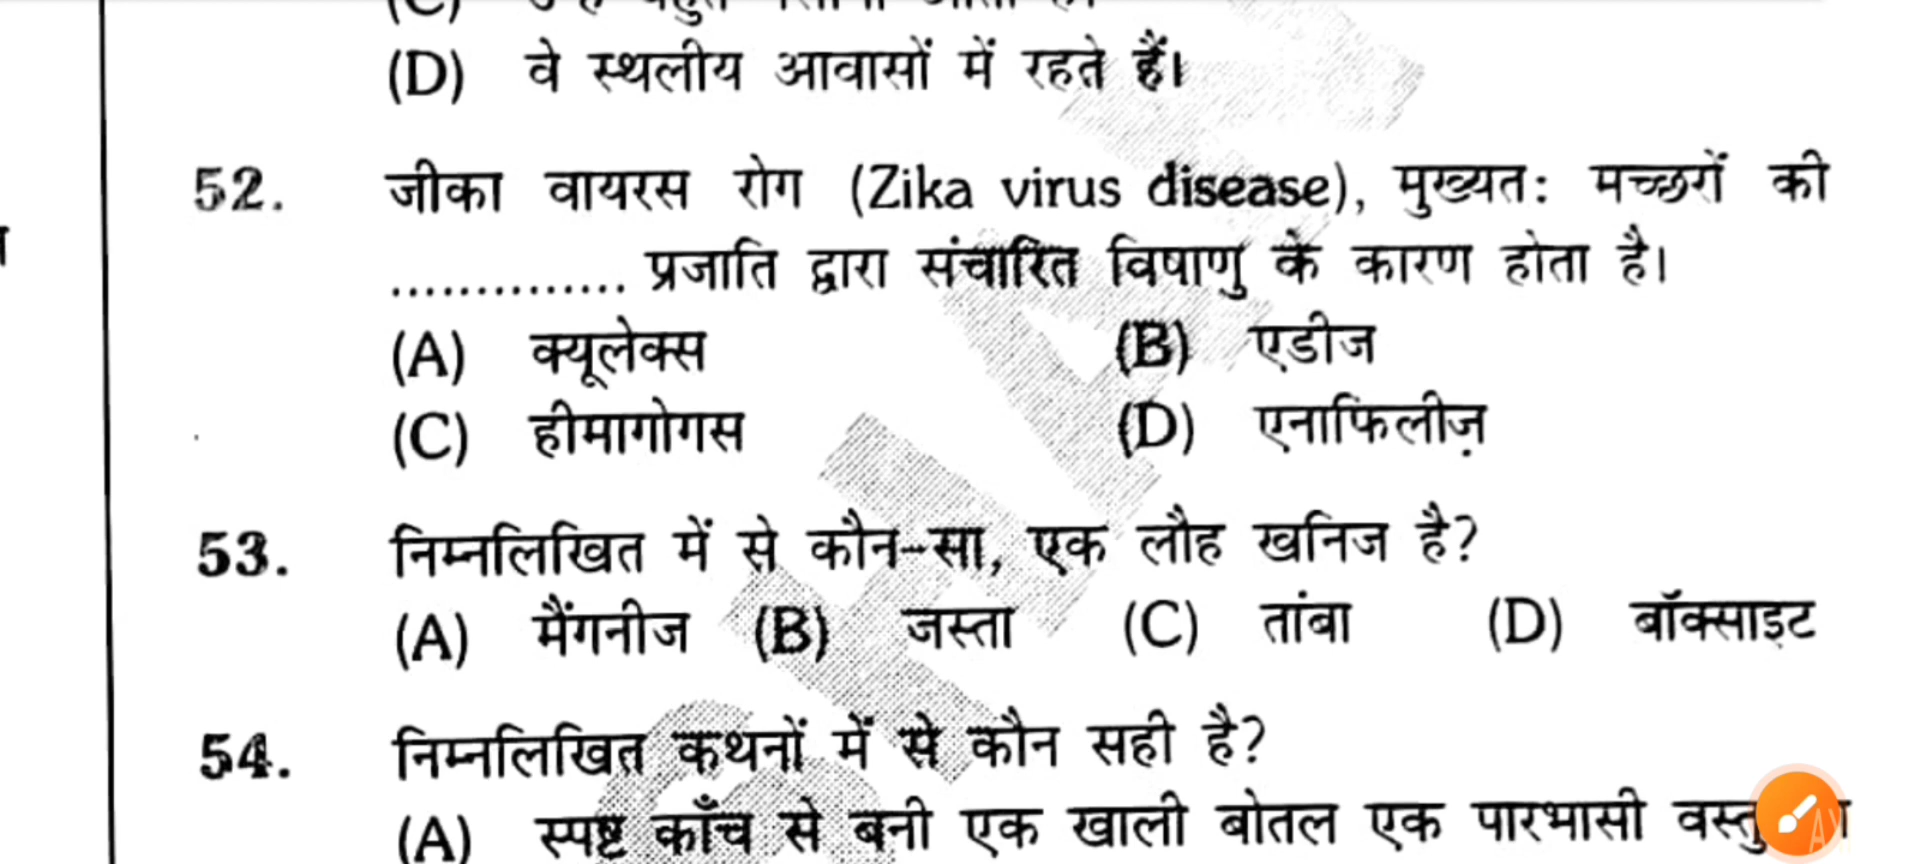 (D) वे स्थलीय आवासों में रहते हैं।
52. जीका वायरस रोग (Zika virus disease), मुख्यत: मच्छरों की
.............. प्रजाति द्वारा संचारित विषाणु के कारण होता है।
(A) क्यूलेक्स (B) एडीज
(C) हीमागोगस (D) एनाफिलीज़
53. निम्नलिखित में से कौन-सा, एक लौह खनिज है?
(A) मैंगनीज (B) जस्ता (C) तांबा (D) बॉक्साइट
54. निम्नलिखित कथनों में से कौन सही है?
(A) स्पष्ट काँच से बनी एक खाली बोतल एक पारभासी वस्तु